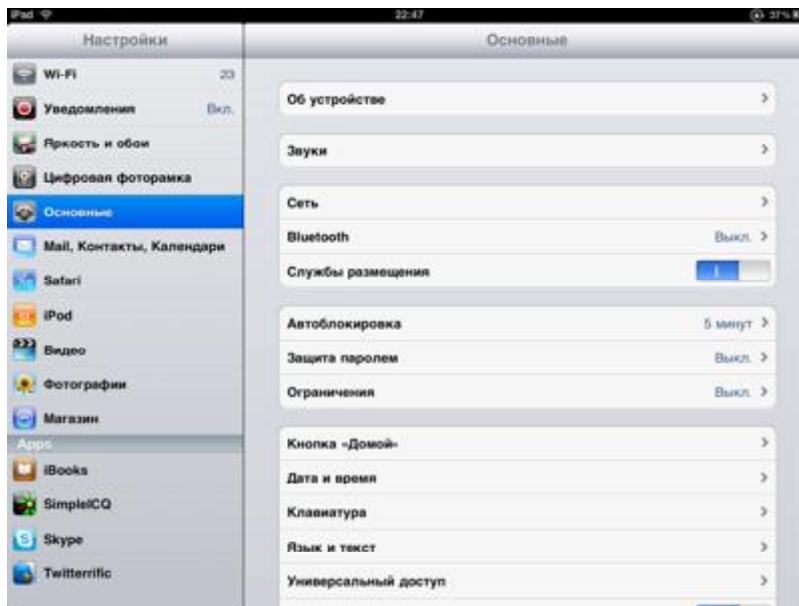 iPad 22:47 37%
Настройки
Основные
Wi-Fi 23
Уведомления Вкл.
Яркость и обои
Цифровая фоторамка
Основные
Mail, Контакты, Календари
Safari
iPod
Видео
Фотографии
Магазин
Apps
iBooks
SimpleICQ
Skype
Twitterrific
Об устройстве
Звуки
Сеть
Bluetooth Выкл.
Службы размещения
Автоблокировка 5 минут
Защита паролем Выкл.
Ограничения Выкл.
Кнопка «Домой»
Дата и время
Клавиатура
Язык и текст
Универсальный доступ